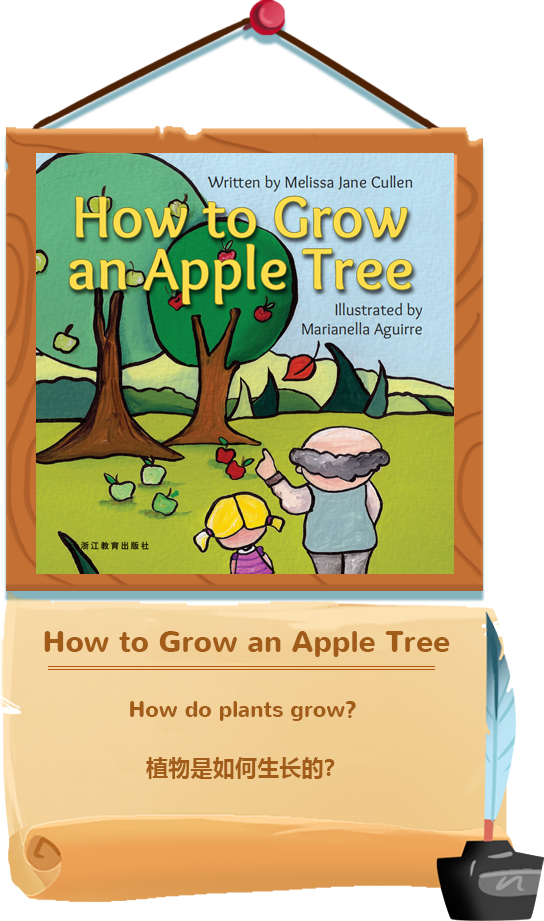 Written by Melissa Jane Cullen
How to Grow
an Apple Tree
Illustrated by
Marianella Aguirre
浙江教育出版社
How to Grow an Apple Tree
How do plants grow?
植物是如何生长的?